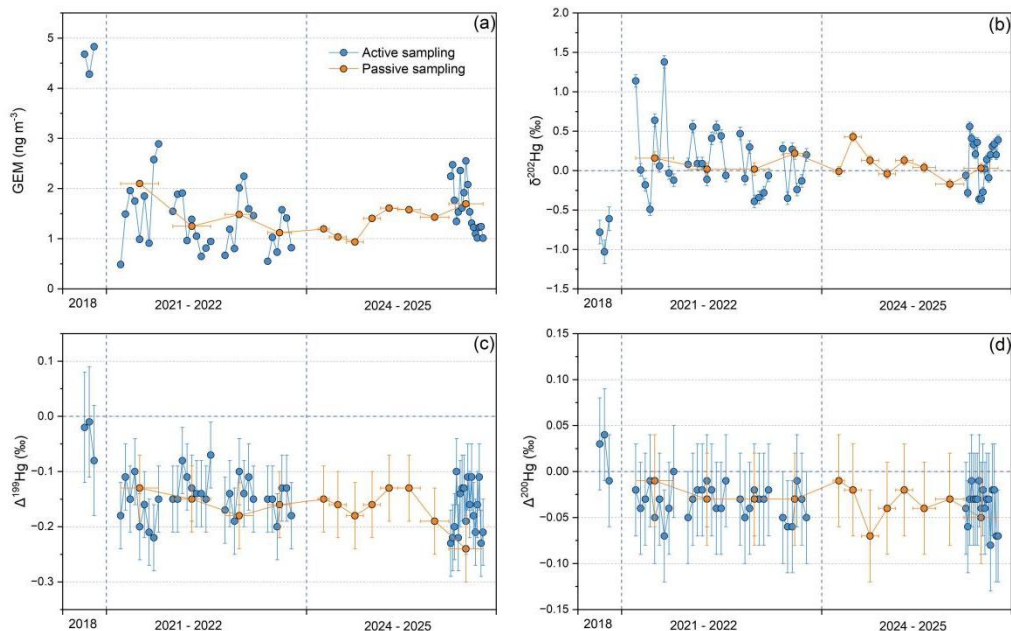 (a)
5
4
3
2
1
0
GEM (ng m⁻³)
Active sampling
Passive sampling
2018
2021 - 2022
2024 - 2025
(b)
2.0
1.5
1.0
0.5
0.0
−0.5
−1.0
−1.5
δ²⁰²Hg (‰)
2018
2021 - 2022
2024 - 2025
(c)
0.1
0.0
−0.1
−0.2
−0.3
Δ¹⁹⁹Hg (‰)
2018
2021 - 2022
2024 - 2025
(d)
0.15
0.10
0.05
0.00
−0.05
−0.10
−0.15
Δ²⁰⁰Hg (‰)
2018
2021 - 2022
2024 - 2025